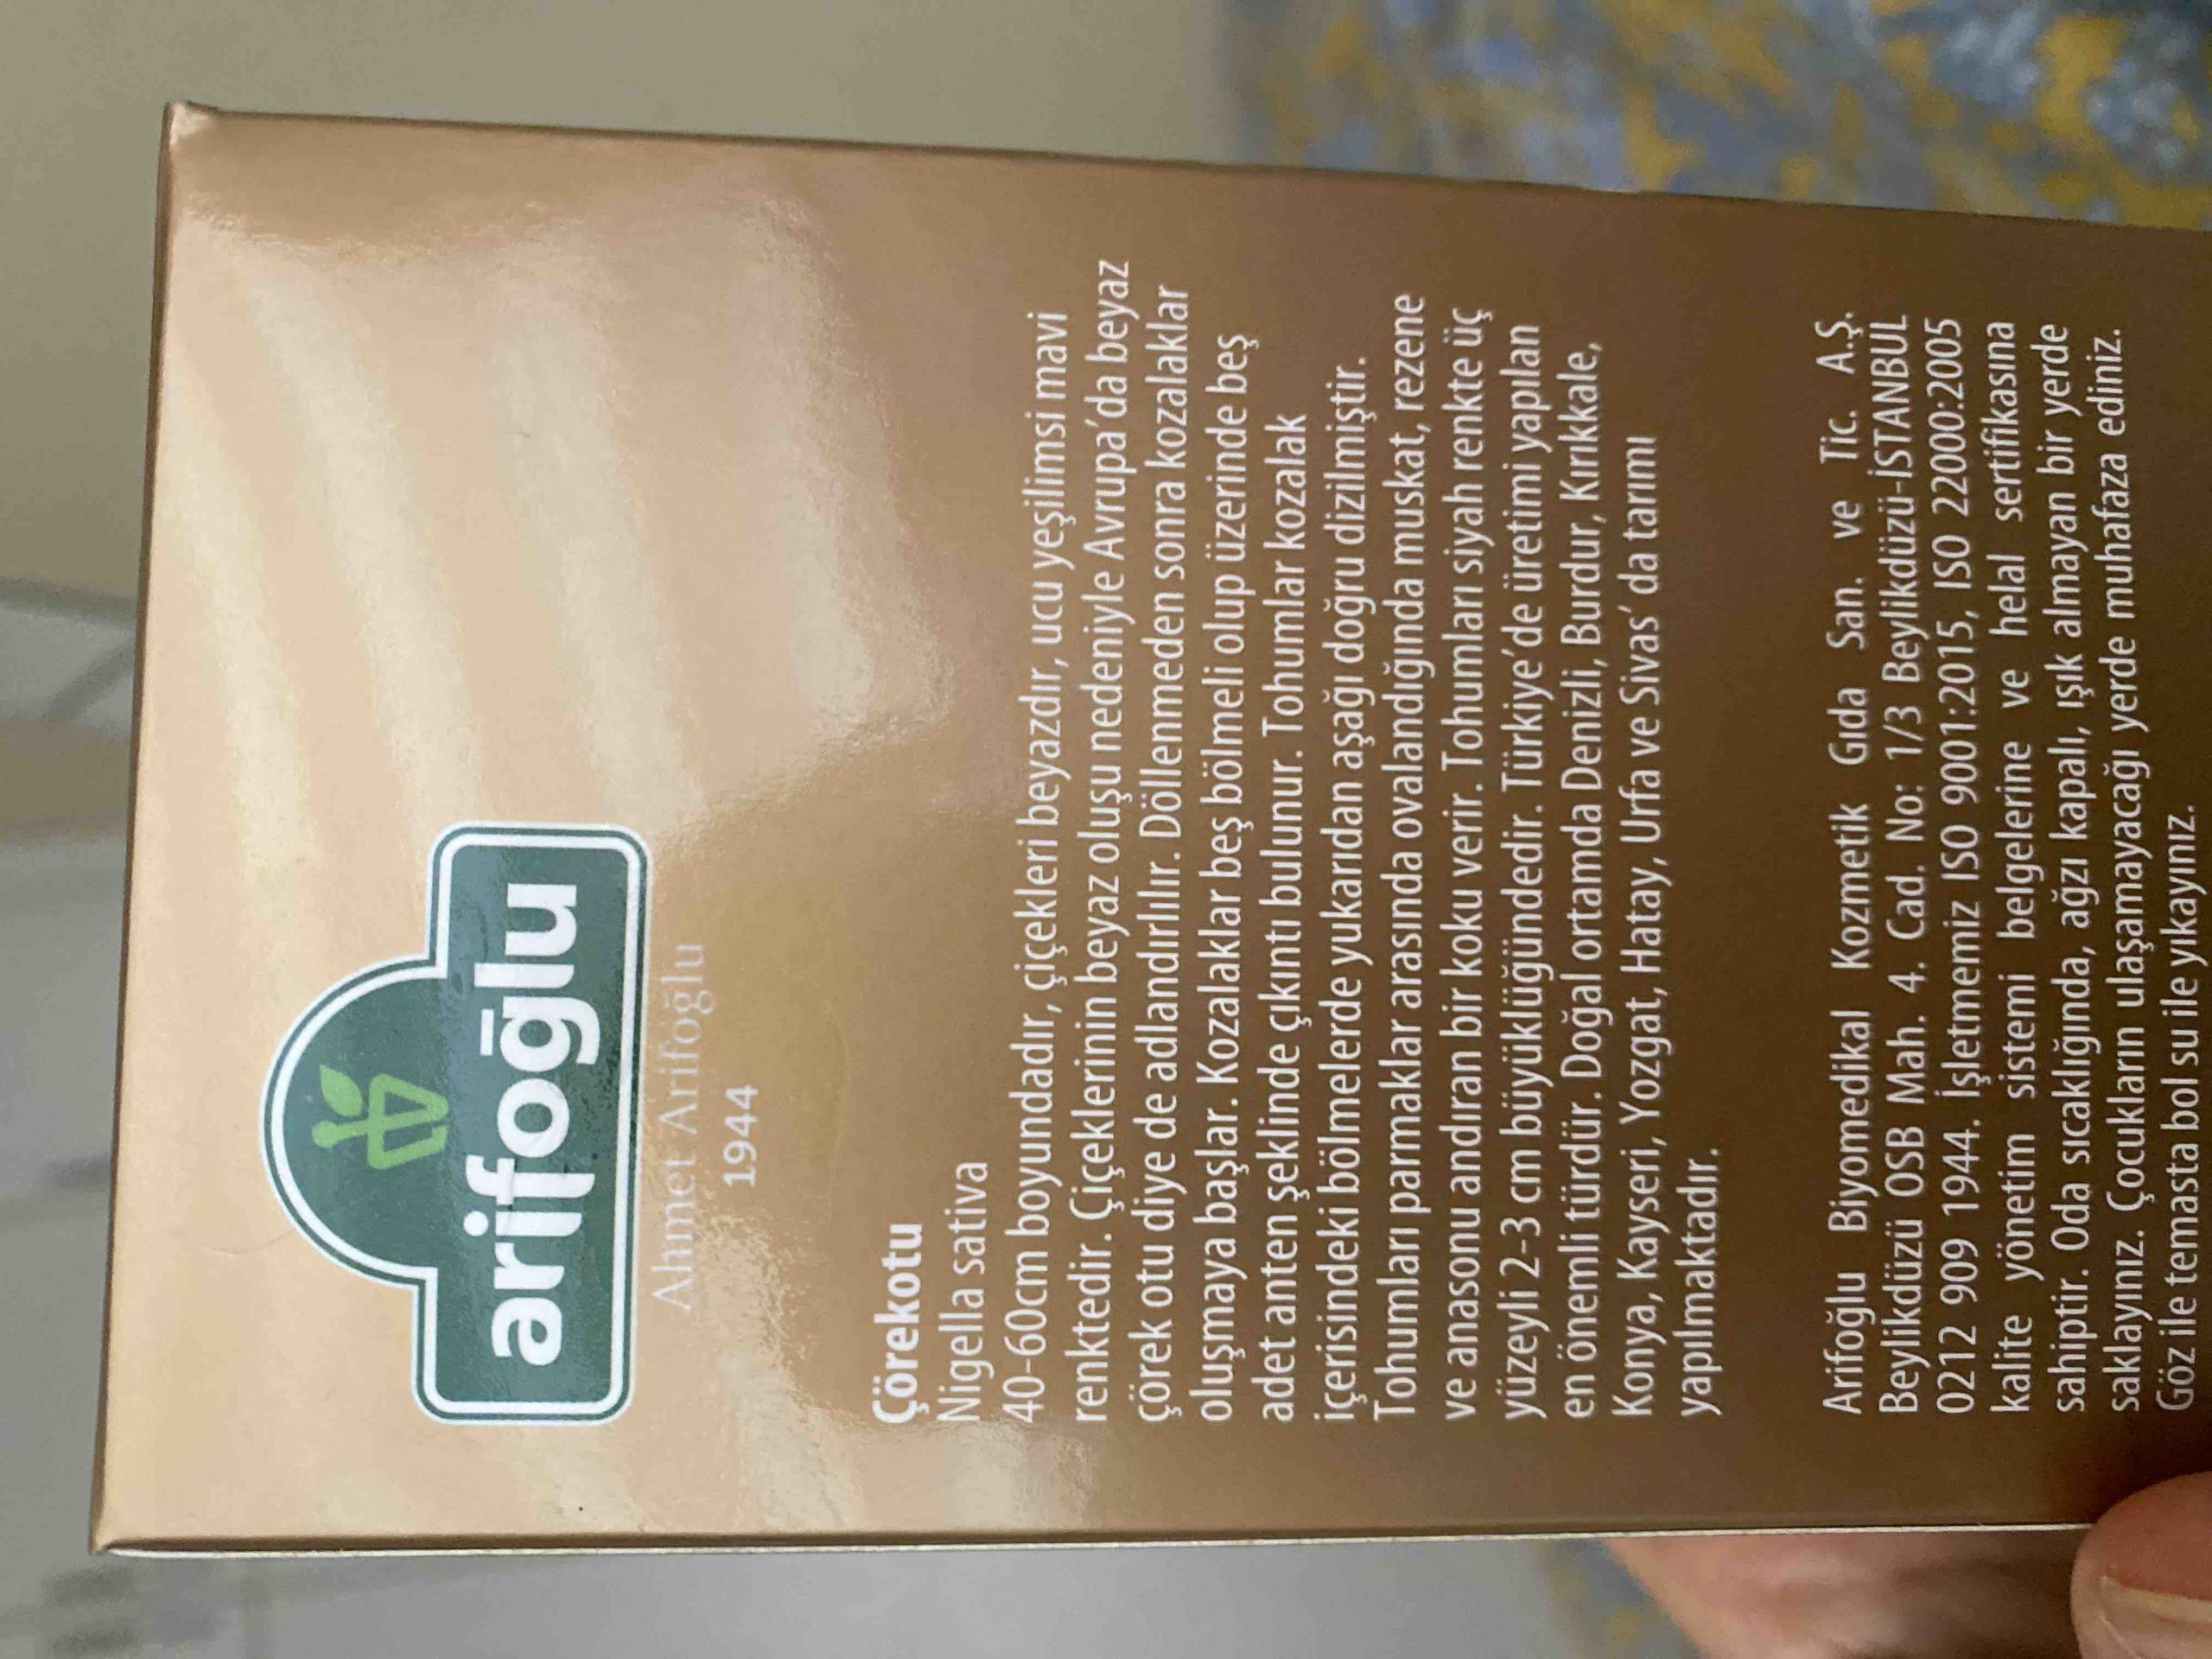 arifoğlu
Ahmet Arifoğlu
1944
Çörekotu
Nigella sativa
40-60cm boyundadır, çiçekleri beyazdır, ucu yeşilimsi mavi
renktedir. Çiçeklerinin beyaz oluşu nedeniyle Avrupa'da beyaz
çörek otu diye de adlandırlılır. Döllenmeden sonra kozalaklar
oluşmaya başlar. Kozalaklar beş bölmeli olup üzerinde beş
adet anten şeklinde çıkıntı bulunur. Tohumlar kozalak
içerisindeki bölmelerde yukarıdan aşağı doğru dizilmiştir.
Tohumları parmaklar arasında ovalandığında muskat, rezene
ve anasonu andıran bir koku verir. Tohumları siyah renkte üç
yüzeyli 2-3 cm büyüklüğündedir. Türkiye'de üretimi yapılan
en önemli türdür. Doğal ortamda Denizli, Burdur, Kırıkkale,
Konya, Kayseri, Yozgat, Hatay, Urfa ve Sivas' da tarımı
yapılmaktadır.
Arifoğlu Biyomedikal Kozmetik Gıda San. ve Tic. A.Ş.
Beylikdüzü OSB Mah. 4. Cad. No: 1/3 Beylikdüzü-İSTANBUL
0212 909 1944. İşletmemiz ISO 9001:2015, ISO 22000:2005
kalite yönetim sistemi belgelerine ve helal sertifikasına
sahiptir. Oda sıcaklığında, ağzı kapalı, ışık almayan bir yerde
saklayınız. Çocukların ulaşamayacağı yerde muhafaza ediniz.
Göz ile temasta bol su ile yıkayınız.